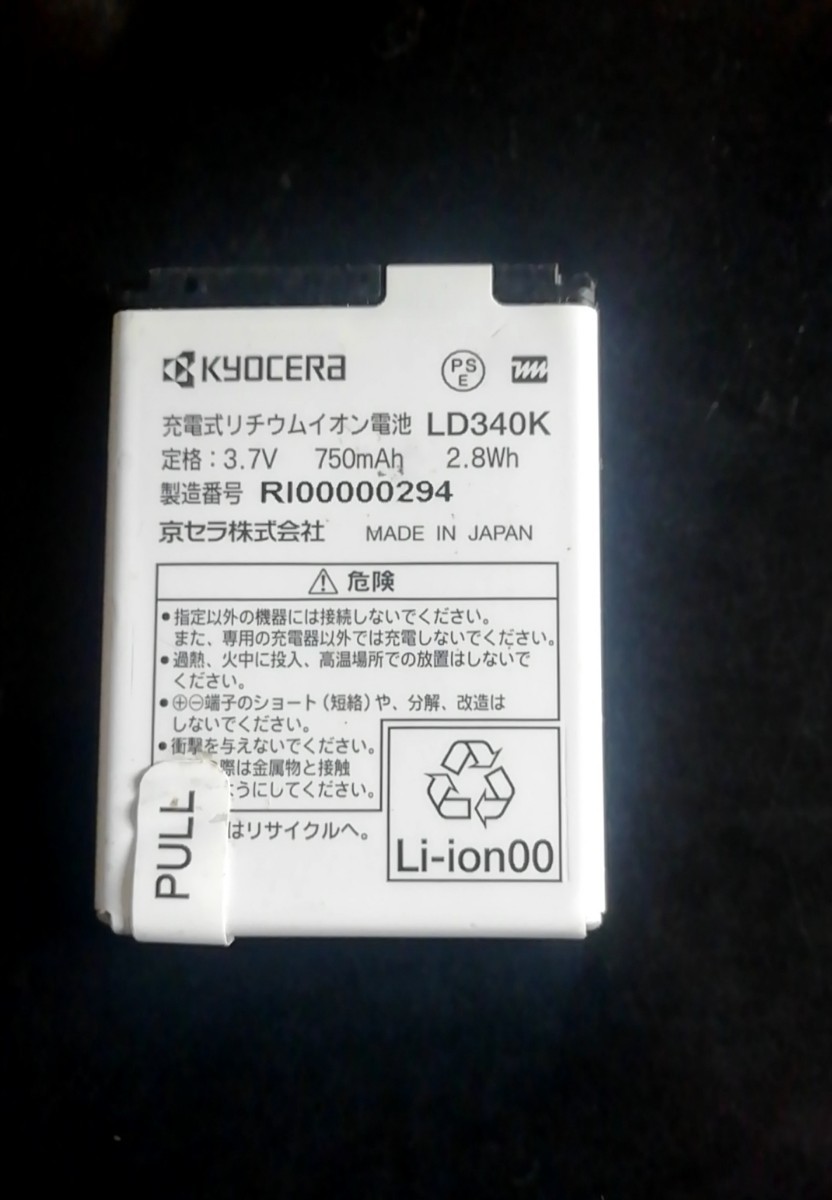 KYOCERA PS E
充電式リチウムイオン電池 LD340K
定格:3.7V 750mAh 2.8Wh
製造番号 RI00000294
京セラ株式会社 MADE IN JAPAN
危険
•指定以外の機器には接続しないでください。
また、専用の充電器以外では充電しないでください。
•過熱、火中に投入、高温場所での放置はしないで
ください。
•⊕⊖端子のショート(短絡)や、分解、改造は
しないでください。
•衝撃を与えないでください。
際は金属物と接触
ようにしてください。
はリサイクルへ。
PULL
Li-ion00